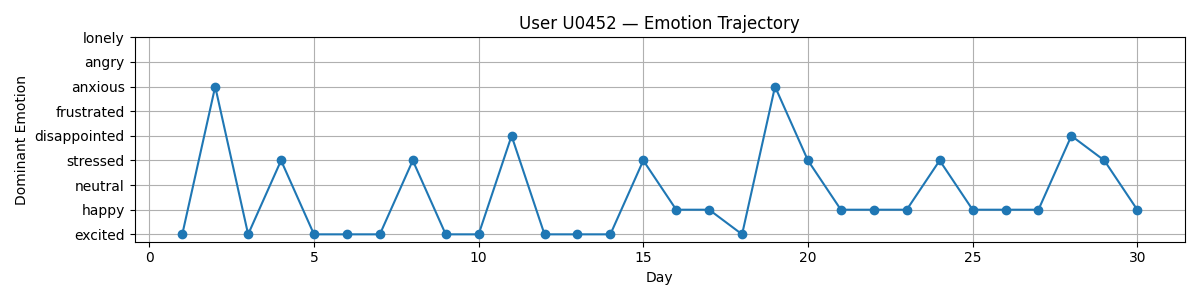 User U0452 — Emotion Trajectory
lonely
angry
anxious
frustrated
disappointed
stressed
neutral
happy
excited
Dominant Emotion
0 5 10 15 20 25 30
Day